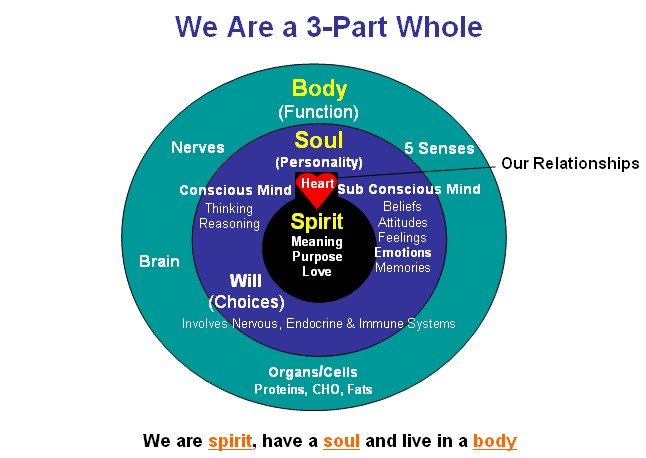 We Are a 3-Part Whole
Body
(Function)
Soul
(Personality)
Nerves
5 Senses
Our Relationships
Heart
Conscious Mind
Thinking
Reasoning
Sub Conscious Mind
Beliefs
Attitudes
Feelings
Emotions
Memories
Spirit
Meaning
Purpose
Love
Brain
Will
(Choices)
Involves Nervous, Endocrine & Immune Systems
Organs/Cells
Proteins, CHO, Fats
We are spirit, have a soul and live in a body